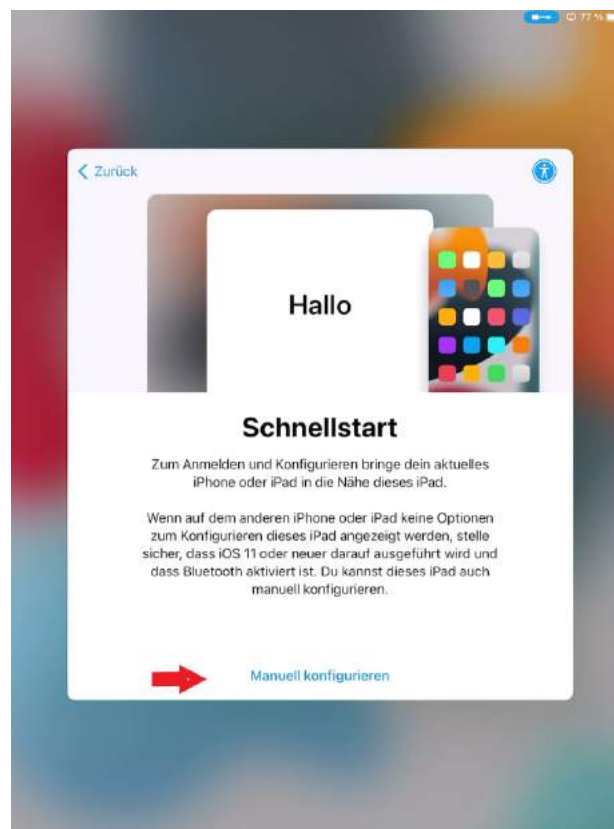 77 %
Zurück
Hallo
Schnellstart
Zum Anmelden und Konfigurieren bringe dein aktuelles
iPhone oder iPad in die Nähe dieses iPad.
Wenn auf dem anderen iPhone oder iPad keine Optionen
zum Konfigurieren dieses iPad angezeigt werden, stelle
sicher, dass iOS 11 oder neuer darauf ausgeführt wird und
dass Bluetooth aktiviert ist. Du kannst dieses iPad auch
manuell konfigurieren.
Manuell konfigurieren